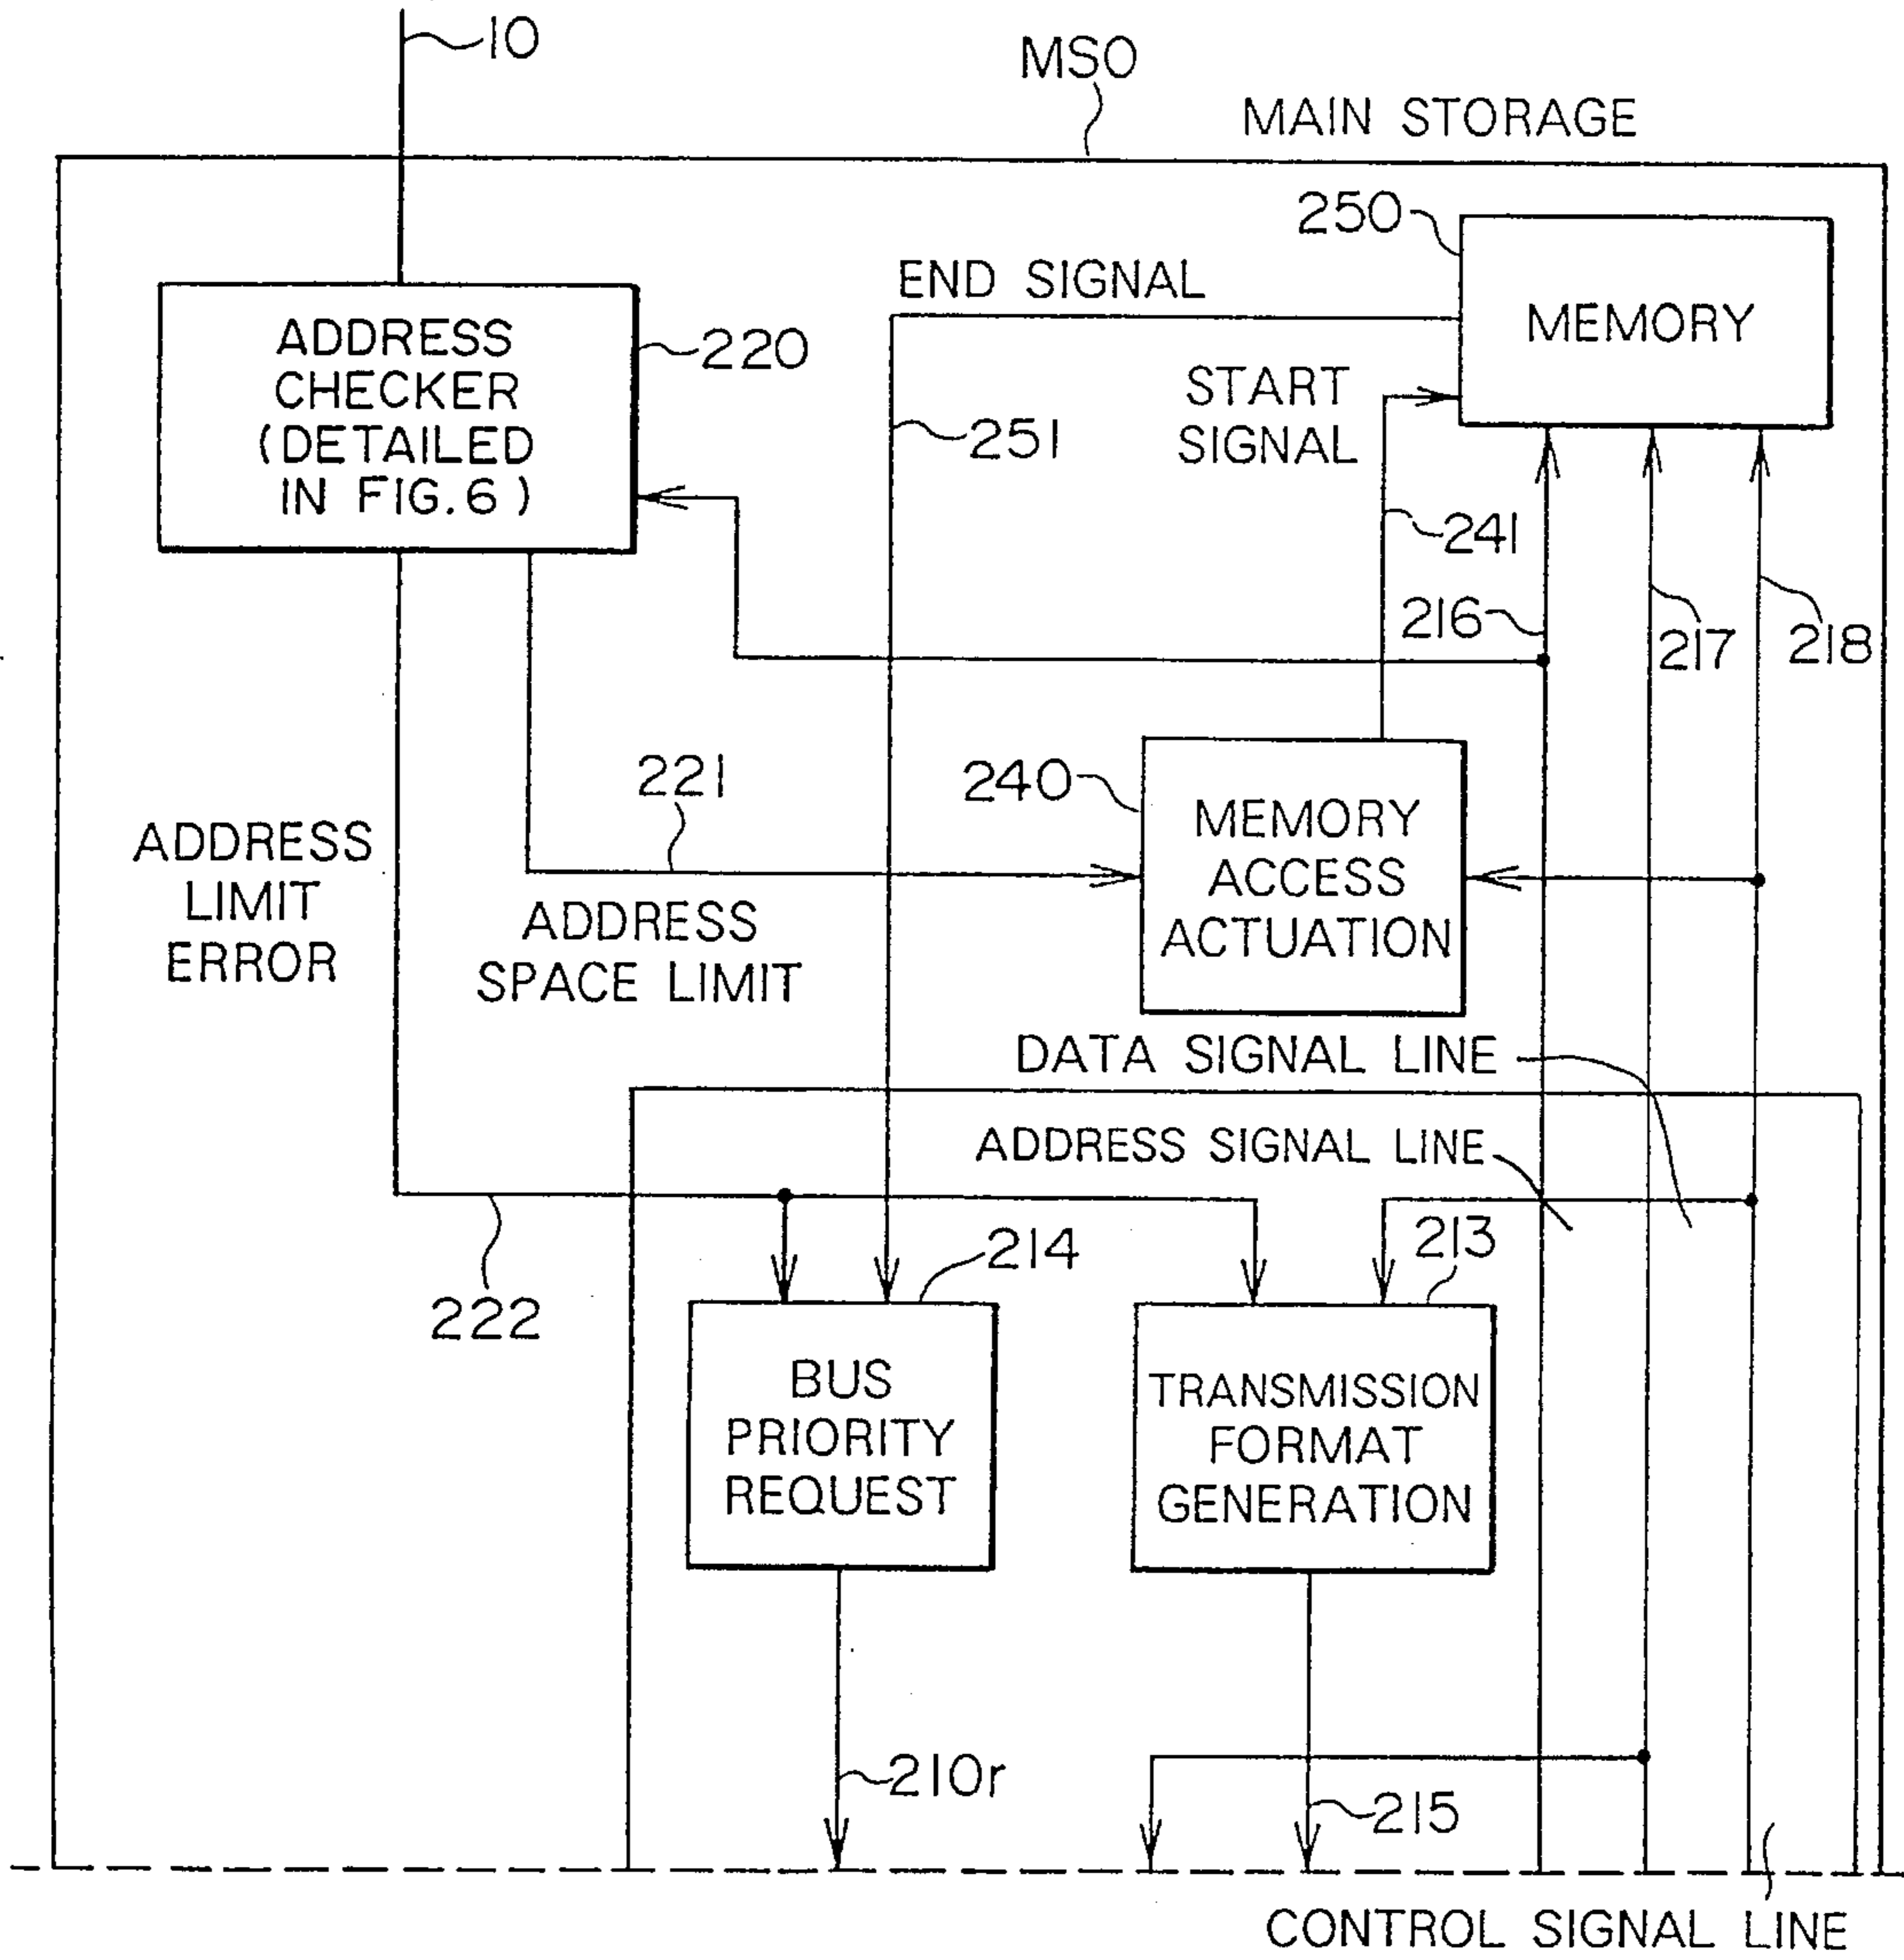 10
MS0
MAIN STORAGE
250
END SIGNAL
MEMORY
ADDRESS
CHECKER
(DETAILED
IN FIG.6)
220
START
SIGNAL
251
241
216
217
218
221
240
MEMORY
ACCESS
ACTUATION
ADDRESS
LIMIT
ERROR
ADDRESS
SPACE LIMIT
DATA SIGNAL LINE
ADDRESS SIGNAL LINE
214
213
222
BUS
PRIORITY
REQUEST
TRANSMISSION
FORMAT
GENERATION
210r
215
CONTROL SIGNAL LINE